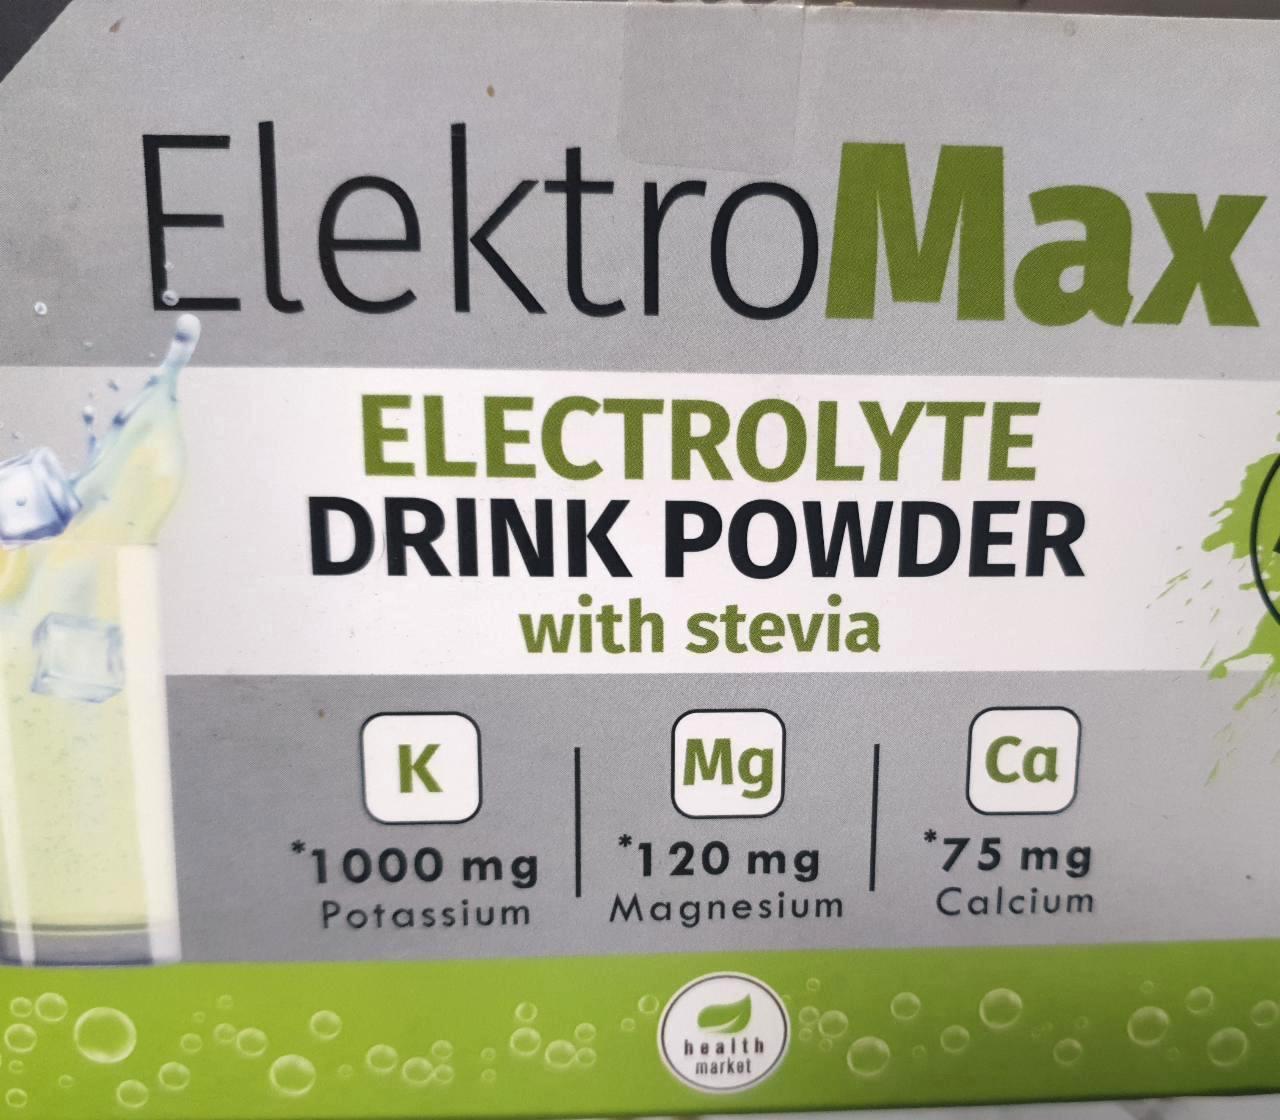 ElektroMax
ELECTROLYTE
DRINK POWDER
with stevia
K
Mg
Ca
*1000 mg
*120 mg
*75 mg
Potassium
Magnesium
Calcium
health
market